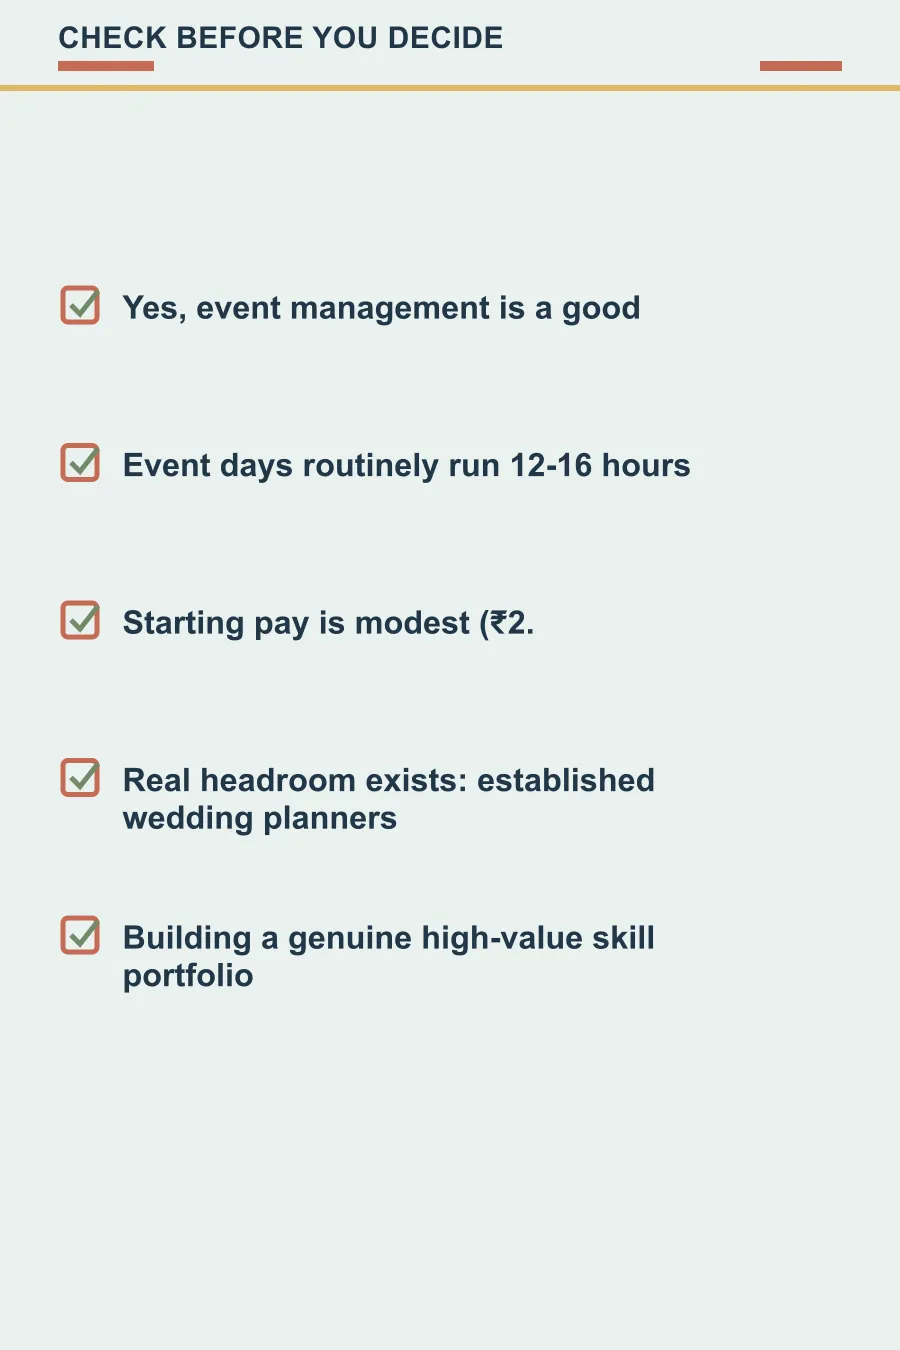 CHECK BEFORE YOU DECIDE
Yes, event management is a good
Event days routinely run 12-16 hours
Starting pay is modest (₹2.
Real headroom exists: established
wedding planners
Building a genuine high-value skill
portfolio